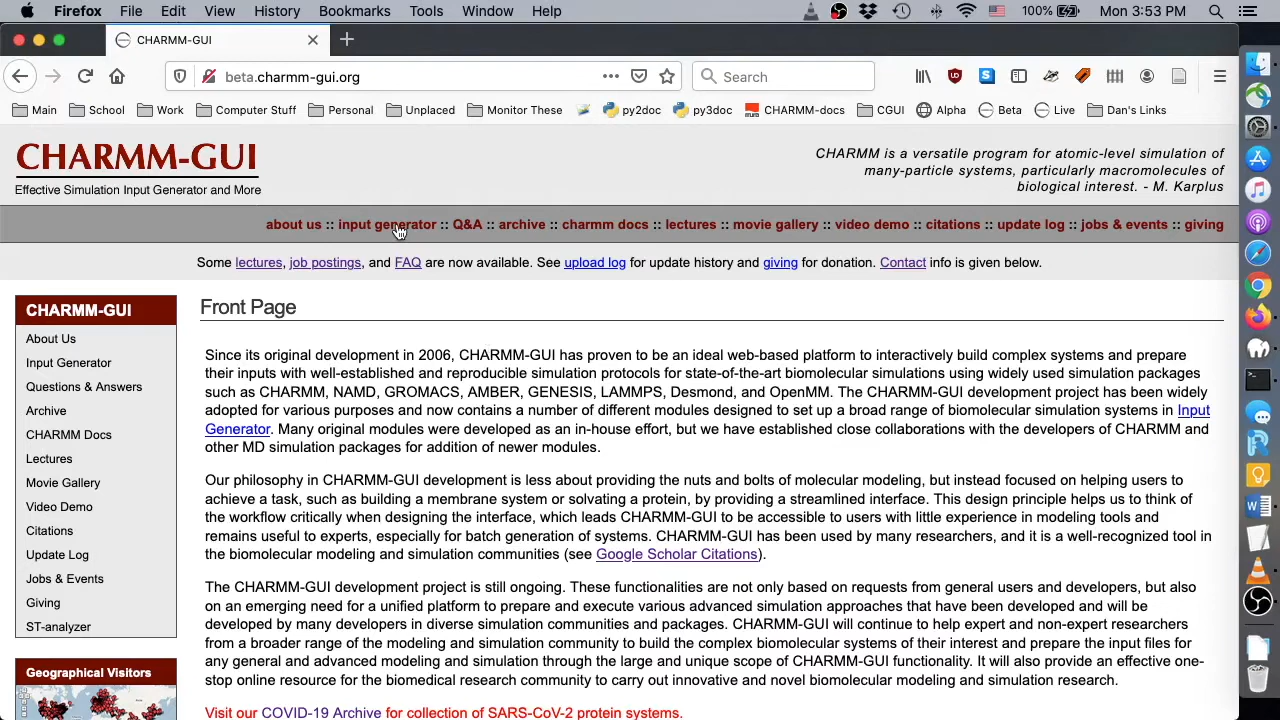 Firefox File Edit View History Bookmarks Tools Window Help 100% Mon 3:53 PM
CHARMM-GUI
beta.charmm-gui.org Search
Main School Work Computer Stuff Personal Unplaced Monitor These py2doc py3doc CHARMM-docs CGUI Alpha Beta Live Dan's Links
CHARMM-GUI
Effective Simulation Input Generator and More
CHARMM is a versatile program for atomic-level simulation of
many-particle systems, particularly macromolecules of
biological interest. - M. Karplus
about us :: input generator :: Q&A :: archive :: charmm docs :: lectures :: movie gallery :: video demo :: citations :: update log :: jobs & events :: giving
Some lectures, job postings, and FAQ are now available. See upload log for update history and giving for donation. Contact info is given below.
CHARMM-GUI
About Us
Input Generator
Questions & Answers
Archive
CHARMM Docs
Lectures
Movie Gallery
Video Demo
Citations
Update Log
Jobs & Events
Giving
ST-analyzer
Geographical Visitors
Front Page
Since its original development in 2006, CHARMM-GUI has proven to be an ideal web-based platform to interactively build complex systems and prepare
their inputs with well-established and reproducible simulation protocols for state-of-the-art biomolecular simulations using widely used simulation packages
such as CHARMM, NAMD, GROMACS, AMBER, GENESIS, LAMMPS, Desmond, and OpenMM. The CHARMM-GUI development project has been widely
adopted for various purposes and now contains a number of different modules designed to set up a broad range of biomolecular simulation systems in Input
Generator. Many original modules were developed as an in-house effort, but we have established close collaborations with the developers of CHARMM and
other MD simulation packages for addition of newer modules.
Our philosophy in CHARMM-GUI development is less about providing the nuts and bolts of molecular modeling, but instead focused on helping users to
achieve a task, such as building a membrane system or solvating a protein, by providing a streamlined interface. This design principle helps us to think of
the workflow critically when designing the interface, which leads CHARMM-GUI to be accessible to users with little experience in modeling tools and
remains useful to experts, especially for batch generation of systems. CHARMM-GUI has been used by many researchers, and it is a well-recognized tool in
the biomolecular modeling and simulation communities (see Google Scholar Citations).
The CHARMM-GUI development project is still ongoing. These functionalities are not only based on requests from general users and developers, but also
on an emerging need for a unified platform to prepare and execute various advanced simulation approaches that have been developed and will be
developed by many developers in diverse simulation communities and packages. CHARMM-GUI will continue to help expert and non-expert researchers
from a broader range of the modeling and simulation community to build the complex biomolecular systems of their interest and prepare the input files for
any general and advanced modeling and simulation through the large and unique scope of CHARMM-GUI functionality. It will also provide an effective one-
stop online resource for the biomedical research community to carry out innovative and novel biomolecular modeling and simulation research.
Visit our COVID-19 Archive for collection of SARS-CoV-2 protein systems.